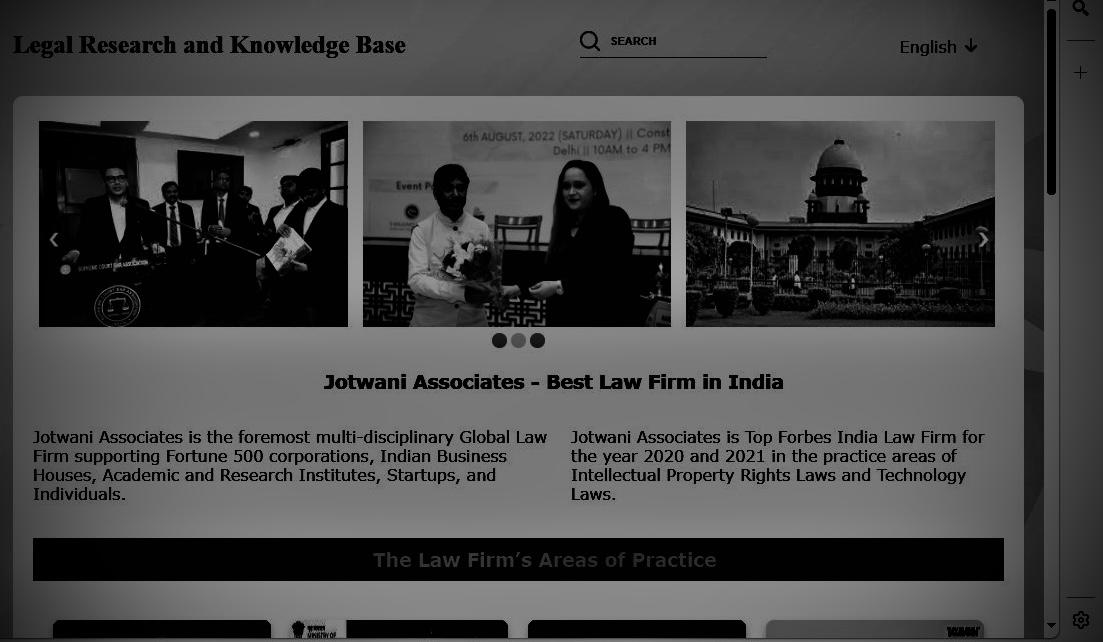 Legal Research and Knowledge Base
SEARCH
English
SUPREME COURT BAR ASSOCIATION
6th AUGUST, 2022 (SATURDAY) || Const
Delhi || 10AM to 4 PM
Jotwani Associates - Best Law Firm in India
Jotwani Associates is the foremost multi-disciplinary Global Law
Firm supporting Fortune 500 corporations, Indian Business
Houses, Academic and Research Institutes, Startups, and
Individuals.
Jotwani Associates is Top Forbes India Law Firm for
the year 2020 and 2021 in the practice areas of
Intellectual Property Rights Laws and Technology
Laws.
The Law Firm's Areas of Practice
MINISTRY OF